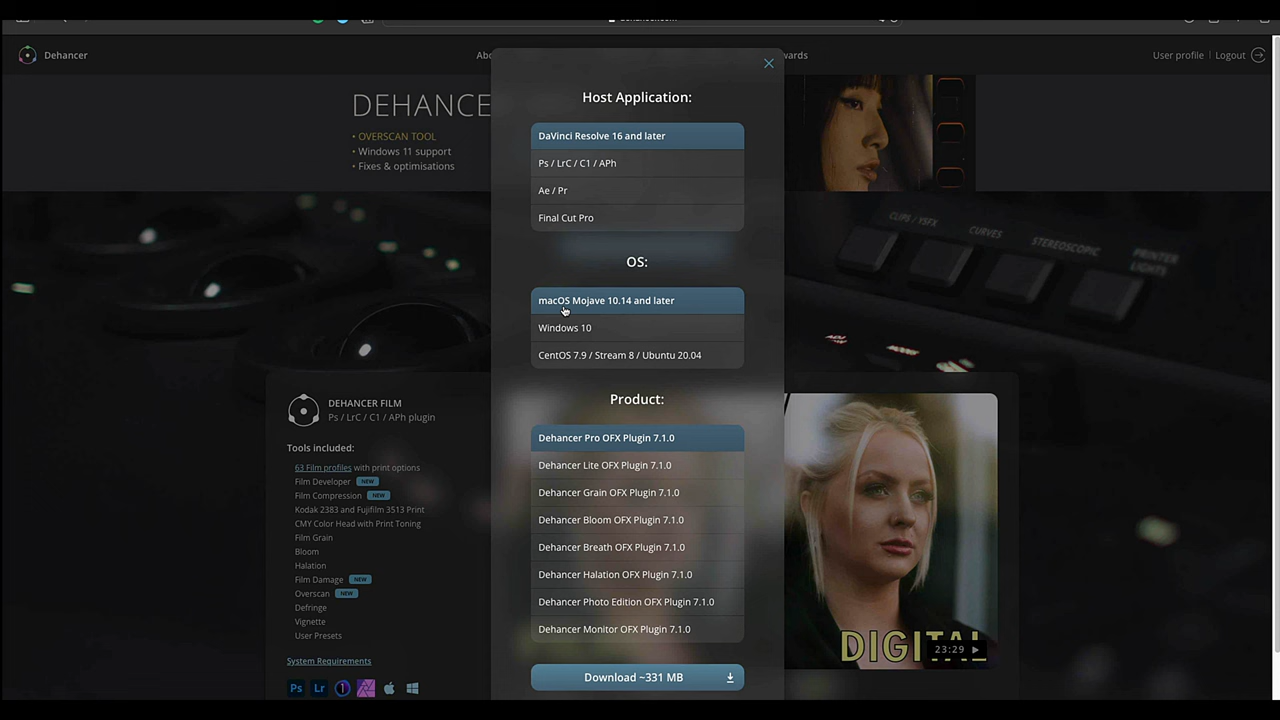 Dehancer
Abo
wards
User profile
Logout
DEHANCER
• OVERSCAN TOOL
• Windows 11 support
• Fixes & optimisations
Host Application:
DaVinci Resolve 16 and later
Ps / LrC / C1 / APh
Ae / Pr
Final Cut Pro
OS:
macOS Mojave 10.14 and later
Windows 10
CentOS 7.9 / Stream 8 / Ubuntu 20.04
Product:
Dehancer Pro OFX Plugin 7.1.0
Dehancer Lite OFX Plugin 7.1.0
Dehancer Grain OFX Plugin 7.1.0
Dehancer Bloom OFX Plugin 7.1.0
Dehancer Breath OFX Plugin 7.1.0
Dehancer Halation OFX Plugin 7.1.0
Dehancer Photo Edition OFX Plugin 7.1.0
Dehancer Monitor OFX Plugin 7.1.0
Download ~331 MB
CLIPS / YSFX
CURVES
STEREOSCOPIC
PRINTER
LIGHTS
DEHANCER FILM
Ps / LrC / C1 / APh plugin
Tools included:
63 Film profiles with print options
Film Developer NEW
Film Compression NEW
Kodak 2383 and Fujifilm 3513 Print
CMY Color Head with Print Toning
Film Grain
Bloom
Halation
Film Damage NEW
Overscan NEW
Defringe
Vignette
User Presets
System Requirements
Ps
Lr
1
DIGITAL
23:29